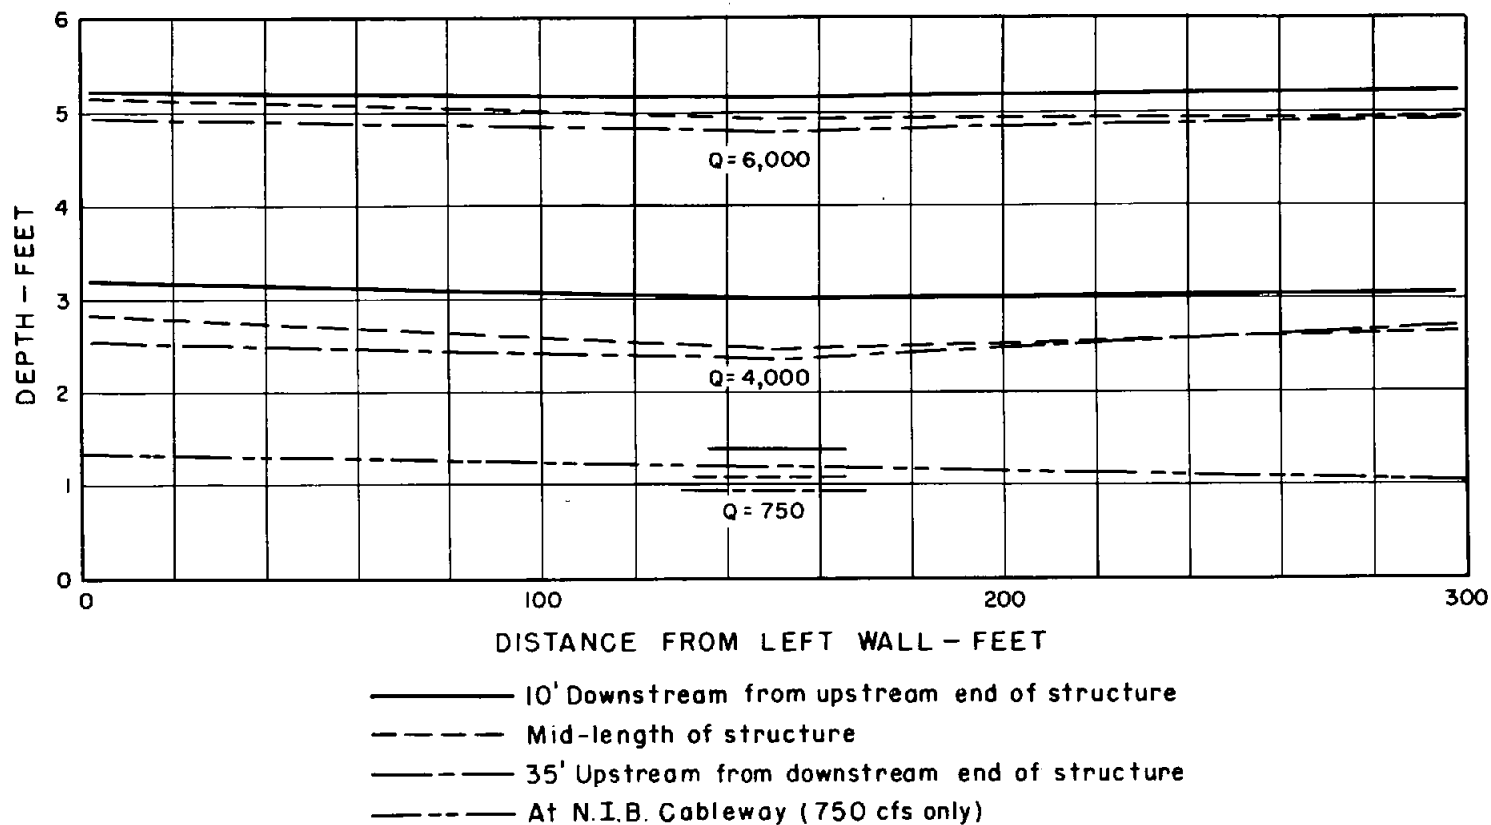 6
5
4
3
2
1
0
DEPTH – FEET
Q = 6,000
Q = 4,000
Q = 750
0 100 200 300
DISTANCE FROM LEFT WALL – FEET
10' Downstream from upstream end of structure
Mid-length of structure
35' Upstream from downstream end of structure
At N.I.B. Cableway (750 cfs only)